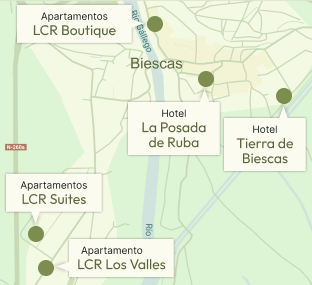 Apartamentos
LCR Boutique
Río Gállego
Biescas
Hotel
La Posada
de Ruba
Hotel
Tierra de
Biescas
N-260a
Apartamentos
LCR Suites
Río
Apartamento
LCR Los Valles